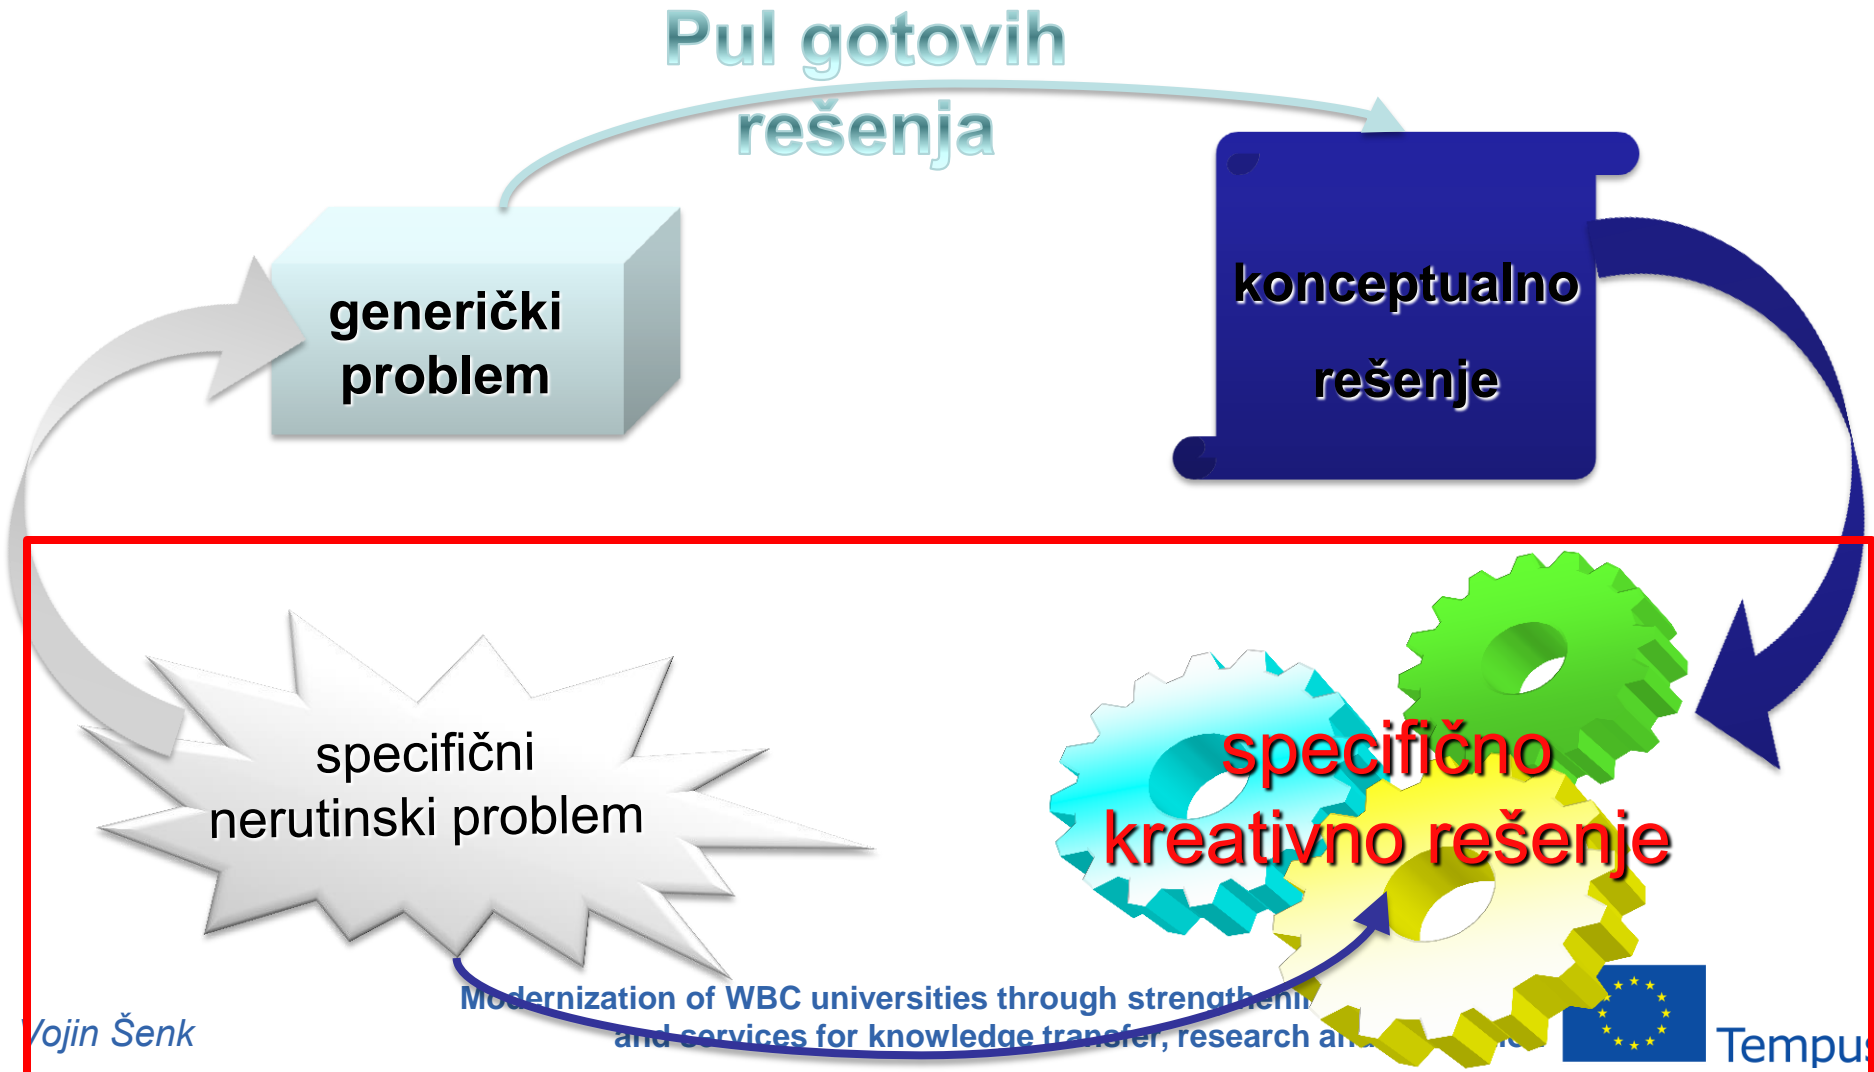 Pul gotovih
rešenja
generički
problem
konceptualno
rešenje
specifični
nerutinski problem
specifično
kreativno rešenje
Modernization of WBC universities through
and services for knowledge transfer, research
Vojin Šenk
Tempus